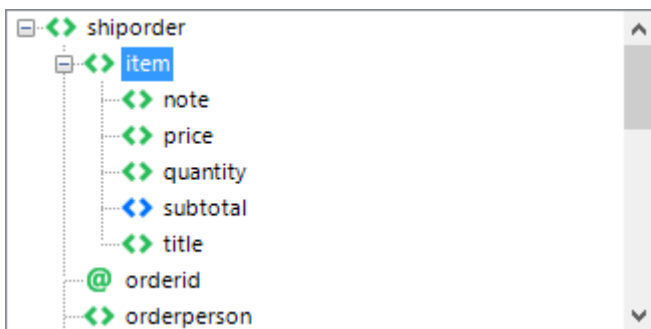 shiporder
item
note
price
quantity
subtotal
title
@ orderid
orderperson